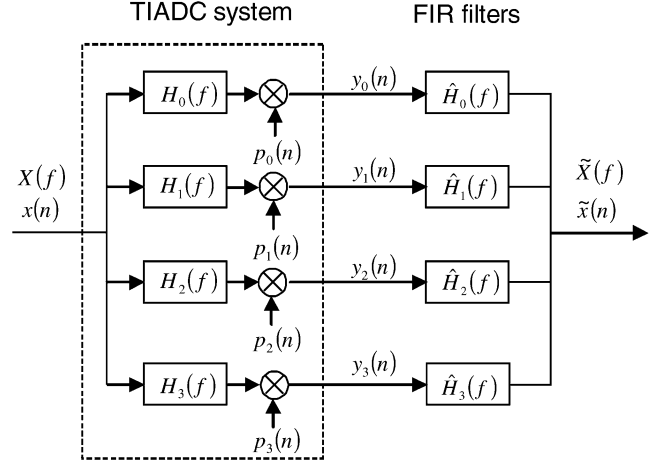 TIADC system
FIR filters
H₀(f)
y₀(n)
Ĥ₀(f)
p₀(n)
X(f)
x(n)
H₁(f)
y₁(n)
Ĥ₁(f)
X̃(f)
x̃(n)
p₁(n)
H₂(f)
y₂(n)
Ĥ₂(f)
p₂(n)
H₃(f)
y₃(n)
Ĥ₃(f)
p₃(n)